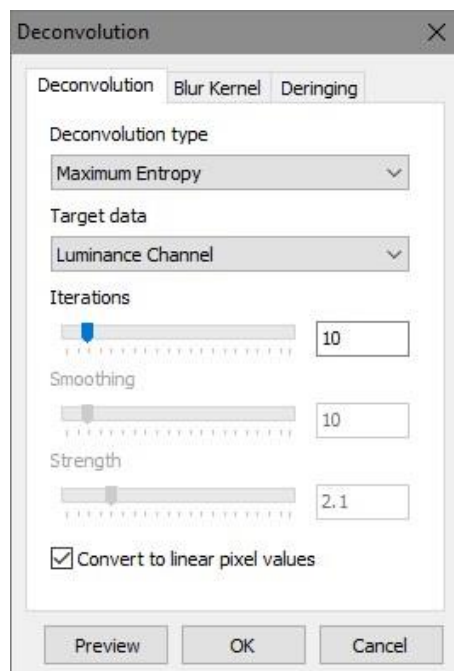 Deconvolution
Deconvolution Blur Kernel Deringing
Deconvolution type
Maximum Entropy
Target data
Luminance Channel
Iterations
10
Smoothing
10
Strength
2.1
Convert to linear pixel values
Preview OK Cancel